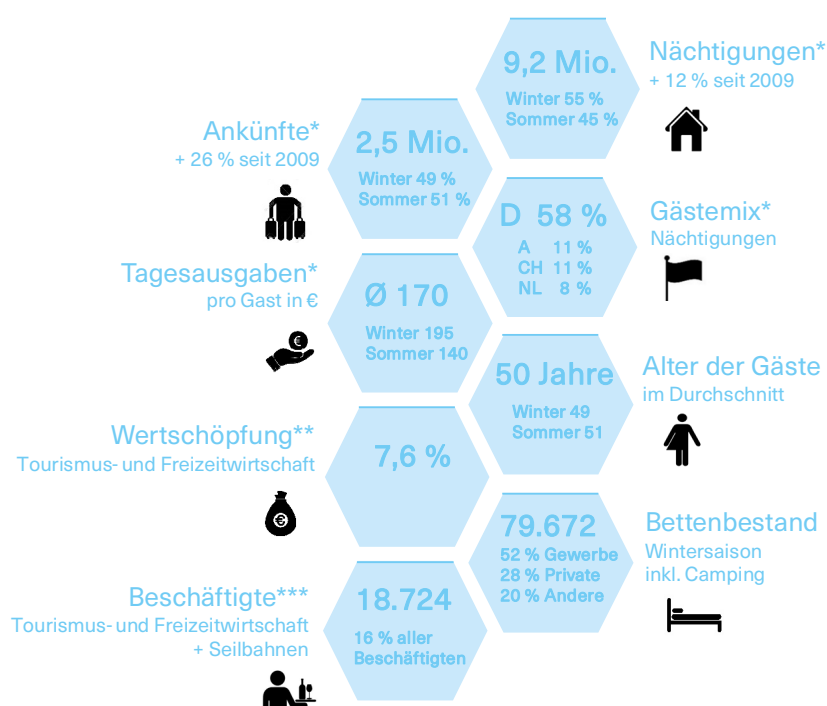 Nächtigungen*
+ 12 % seit 2009
9,2 Mio.
Winter 55 %
Sommer 45 %
Ankünfte*
+ 26 % seit 2009
2,5 Mio.
Winter 49 %
Sommer 51 %
Gästemix*
Nächtigungen
D 58 %
A 11 %
CH 11 %
NL 8 %
Tagesausgaben*
pro Gast in €
Ø 170
Winter 195
Sommer 140
Alter der Gäste
im Durchschnitt
50 Jahre
Winter 49
Sommer 51
Wertschöpfung**
Tourismus- und Freizeitwirtschaft
7,6 %
Bettenbestand
Wintersaison
inkl. Camping
79.672
52 % Gewerbe
28 % Private
20 % Andere
Beschäftigte***
Tourismus- und Freizeitwirtschaft
+ Seilbahnen
18.724
16 % aller
Beschäftigten
€
€